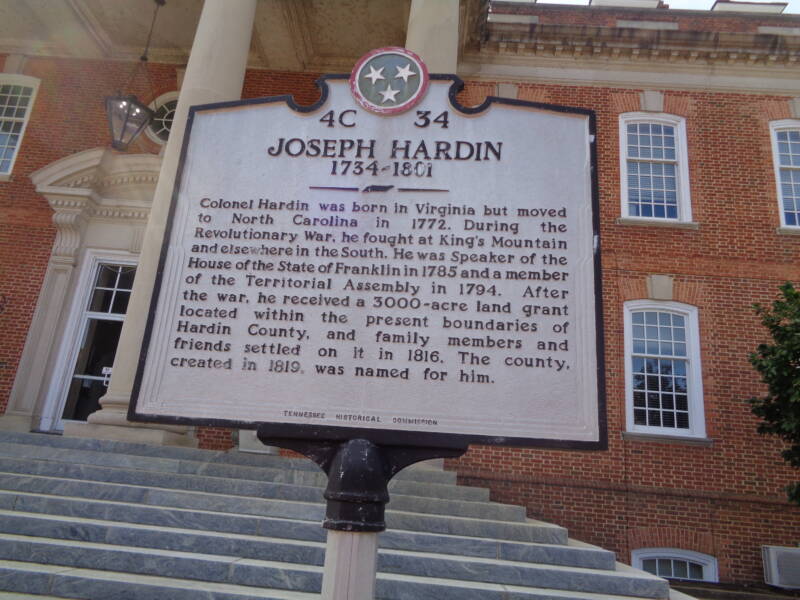 4C 34
JOSEPH HARDIN
1734-1801
Colonel Hardin was born in Virginia but moved
to North Carolina in 1772. During the
Revolutionary War, he fought at King's Mountain
and elsewhere in the South. He was Speaker of the
House of the State of Franklin in 1785 and a member
of the Territorial Assembly in 1794. After
the war, he received a 3000-acre land grant
located within the present boundaries of
Hardin County, and family members and
friends settled on it in 1816. The county,
created in 1819, was named for him.
TENNESSEE HISTORICAL COMMISSION